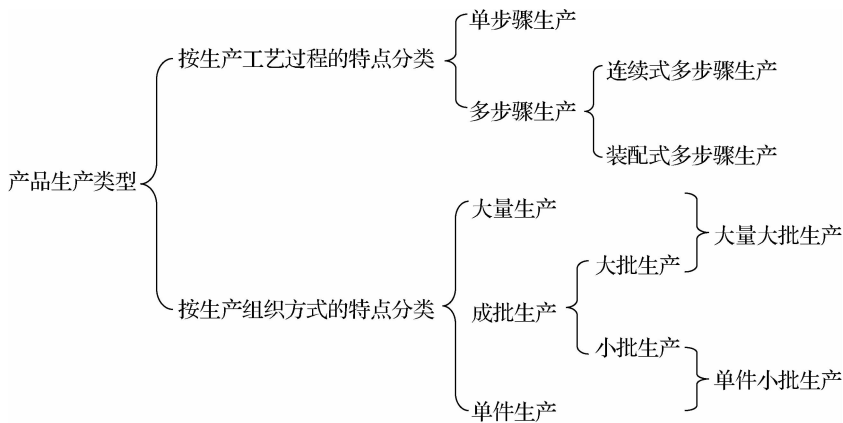 产品生产类型
按生产工艺过程的特点分类
单步骤生产
多步骤生产
连续式多步骤生产
装配式多步骤生产
按生产组织方式的特点分类
大量生产
成批生产
大批生产
小批生产
单件生产
大量大批生产
单件小批生产